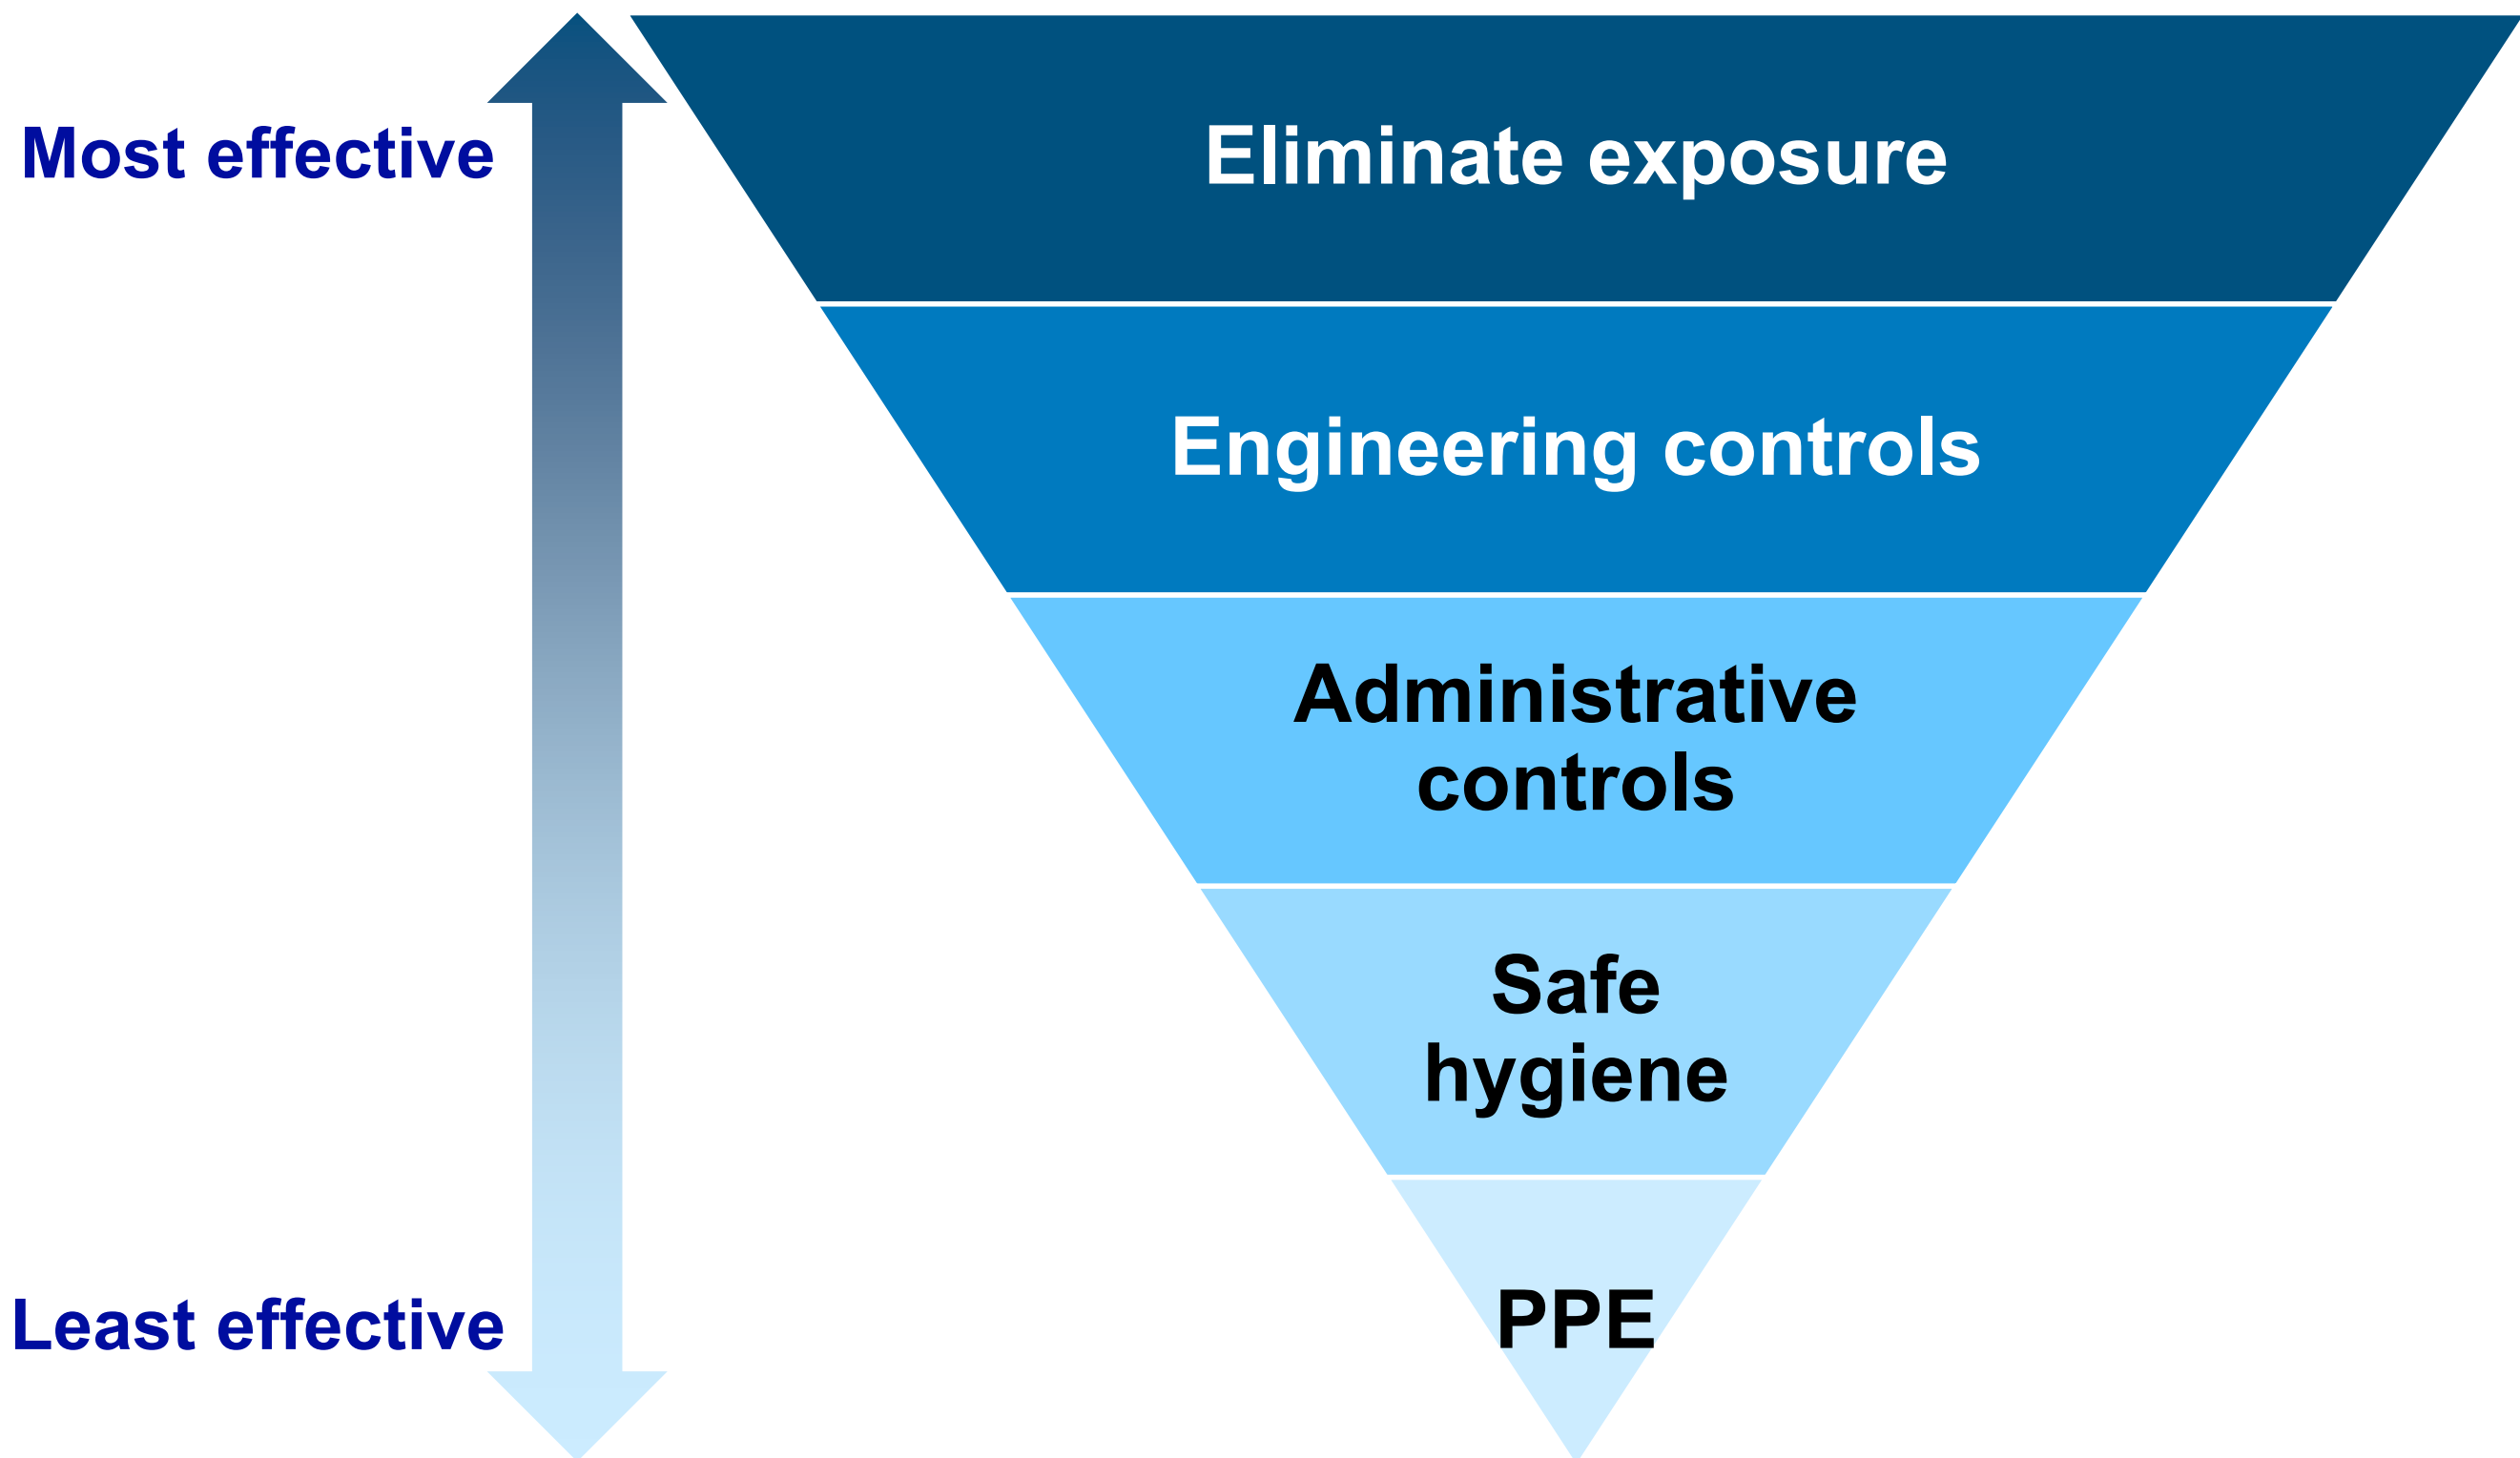 Most effective
Eliminate exposure
Engineering controls
Administrative
controls
Safe
hygiene
Least effective
PPE